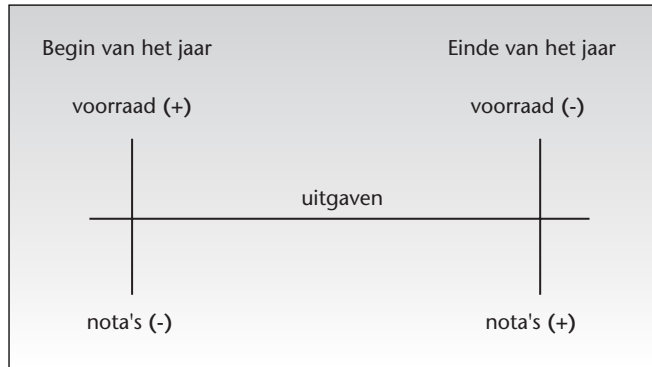 Begin van het jaar
Einde van het jaar
voorraad (+)
voorraad (-)
uitgaven
nota's (-)
nota's (+)